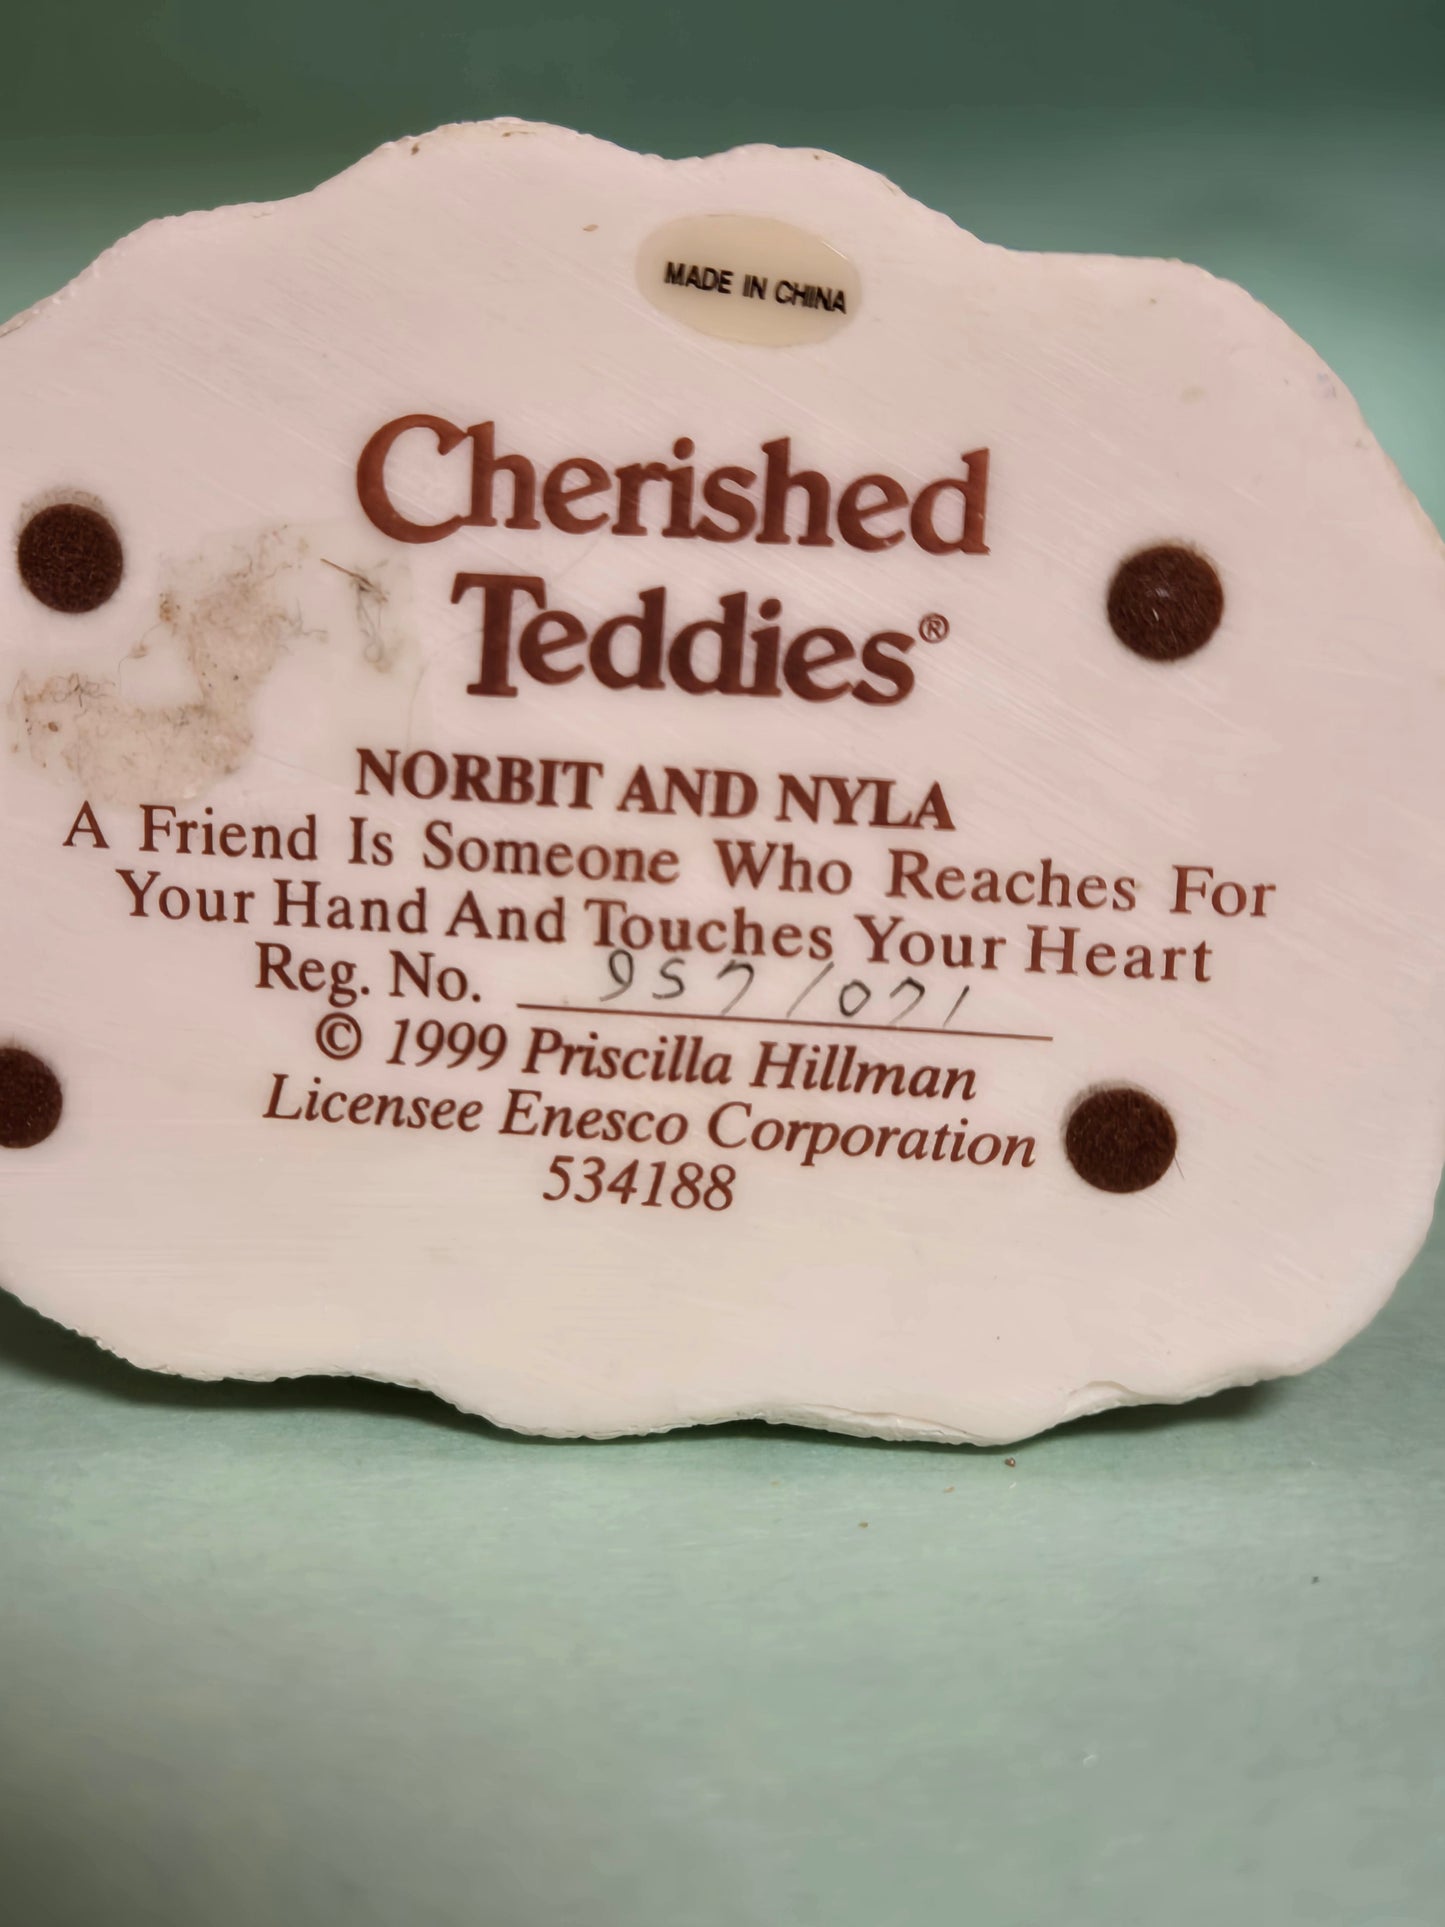 MADE IN CHINA
Cherished
Teddies®
NORBIT AND NYLA
A Friend Is Someone Who Reaches For
Your Hand And Touches Your Heart
Reg. No. 957/071
© 1999 Priscilla Hillman
Licensee Enesco Corporation
534188